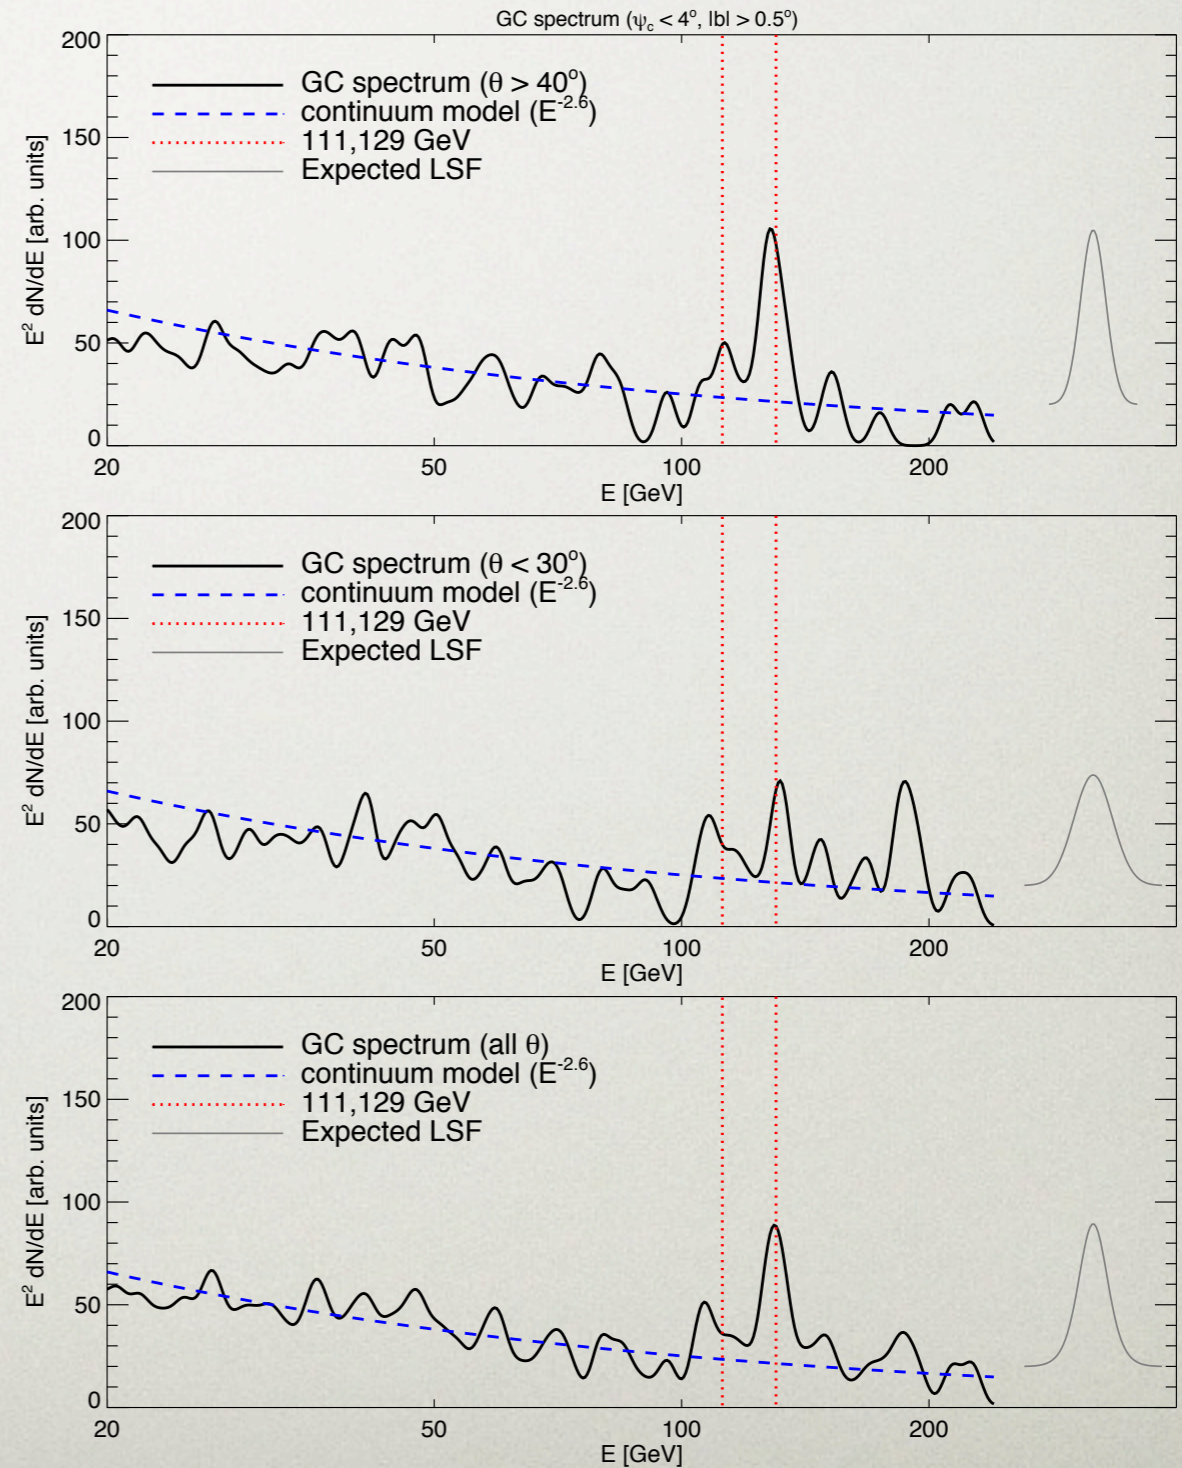 GC spectrum (ψc < 4°, |b| > 0.5°)
200
150
100
50
0
E² dN/dE [arb. units]
GC spectrum (θ > 40°)
continuum model (E⁻²·⁶)
111,129 GeV
Expected LSF
20 50 100 200
E [GeV]
200
150
100
50
0
E² dN/dE [arb. units]
GC spectrum (θ < 30°)
continuum model (E⁻²·⁶)
111,129 GeV
Expected LSF
20 50 100 200
E [GeV]
200
150
100
50
0
E² dN/dE [arb. units]
GC spectrum (all θ)
continuum model (E⁻²·⁶)
111,129 GeV
Expected LSF
20 50 100 200
E [GeV]